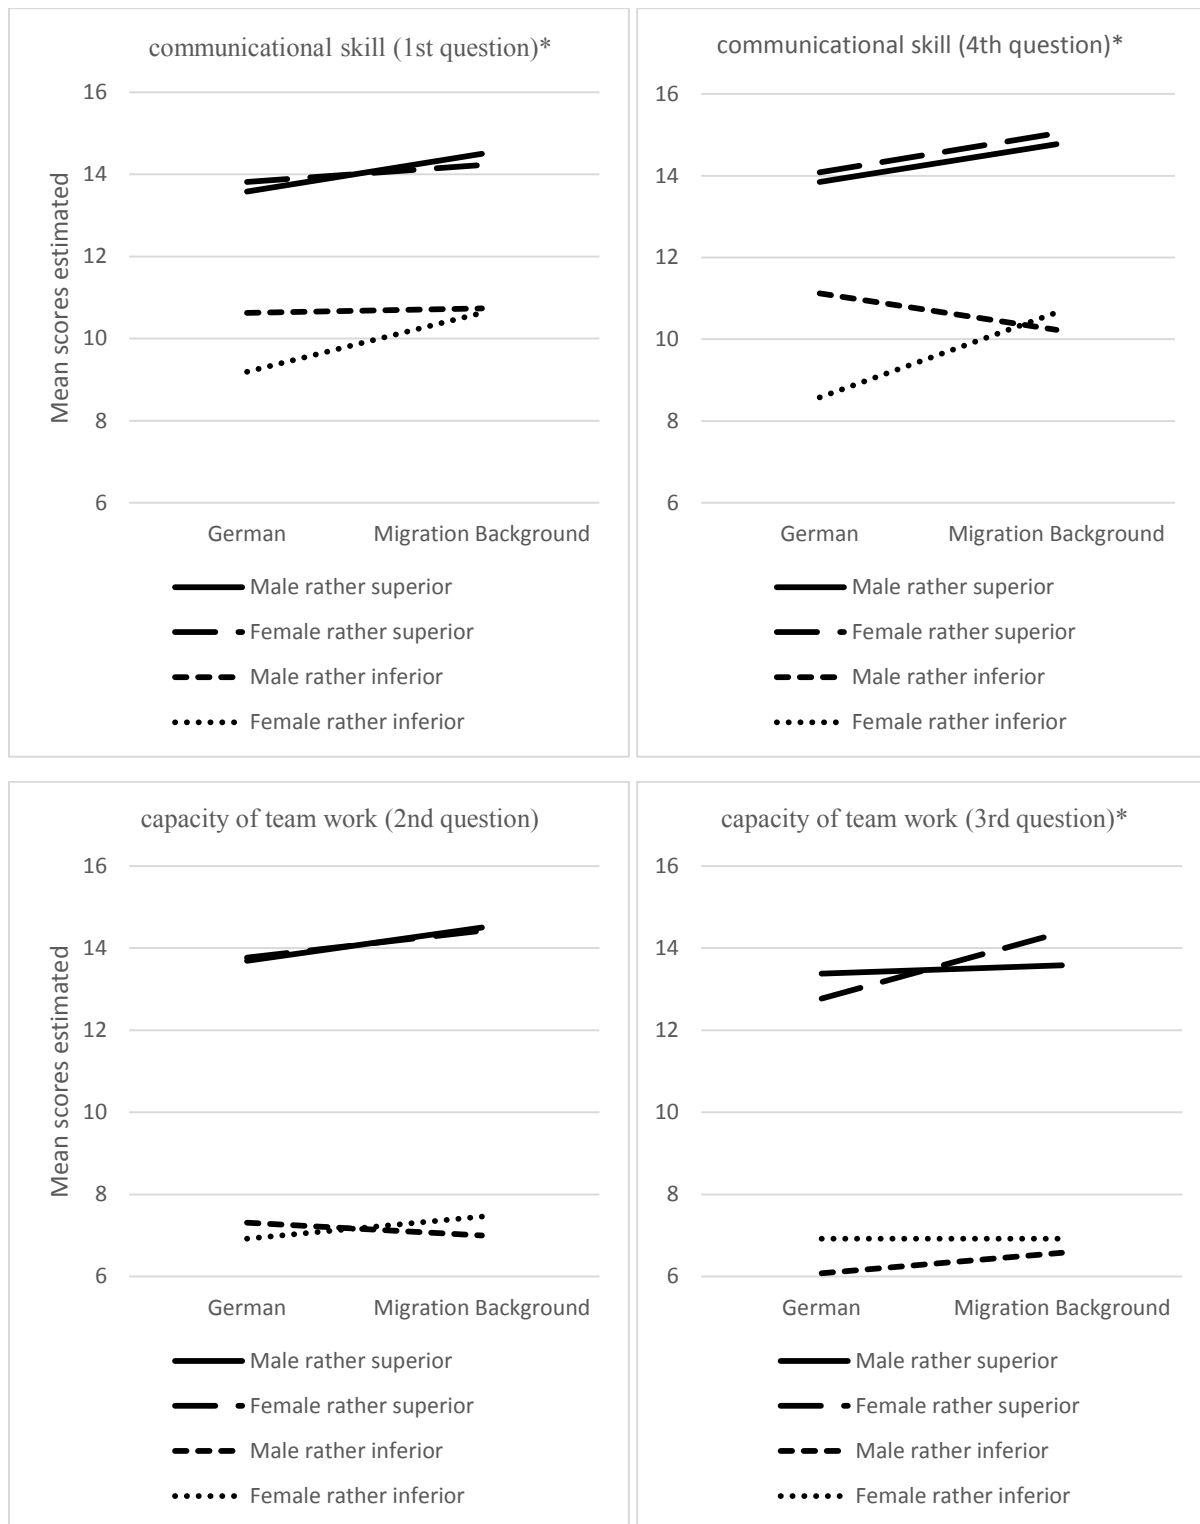 communicational skill (1st question)*
16
14
12
10
8
6
Mean scores estimated
German Migration Background
Male rather superior
Female rather superior
Male rather inferior
Female rather inferior
communicational skill (4th question)*
16
14
12
10
8
6
German Migration Background
Male rather superior
Female rather superior
Male rather inferior
Female rather inferior
capacity of team work (2nd question)
16
14
12
10
8
6
Mean scores estimated
German Migration Background
Male rather superior
Female rather superior
Male rather inferior
Female rather inferior
capacity of team work (3rd question)*
16
14
12
10
8
6
German Migration Background
Male rather superior
Female rather superior
Male rather inferior
Female rather inferior